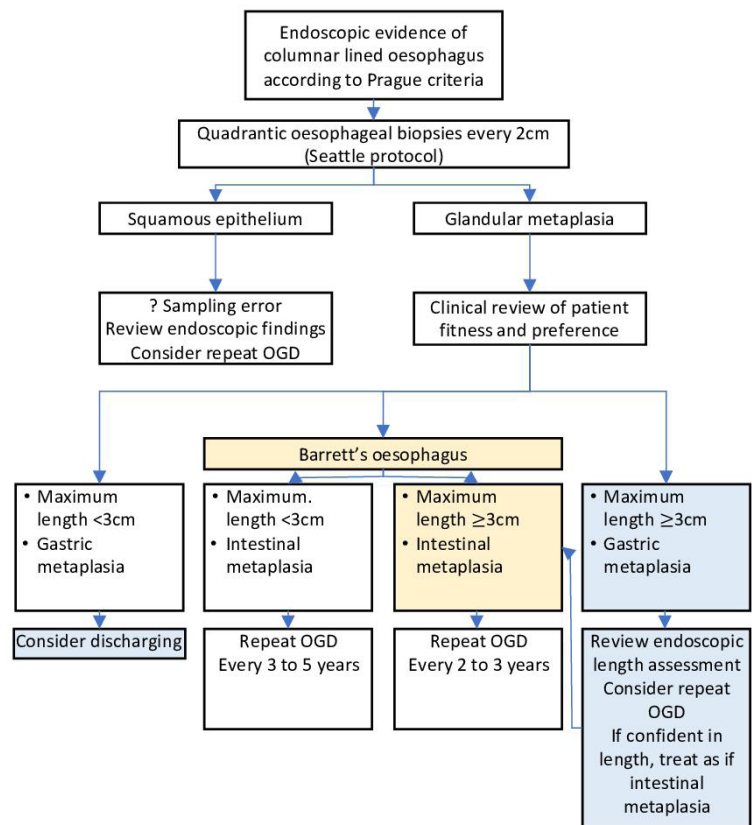 Endoscopic evidence of
columnar lined oesophagus
according to Prague criteria
Quadrantic oesophageal biopsies every 2cm
(Seattle protocol)
Squamous epithelium
Glandular metaplasia
? Sampling error
Review endoscopic findings
Consider repeat OGD
Clinical review of patient
fitness and preference
Barrett's oesophagus
• Maximum
length <3cm
• Gastric
metaplasia
• Maximum.
length <3cm
• Intestinal
metaplasia
• Maximum
length ≥3cm
• Intestinal
metaplasia
• Maximum
length ≥3cm
• Gastric
metaplasia
Consider discharging
Repeat OGD
Every 3 to 5 years
Repeat OGD
Every 2 to 3 years
Review endoscopic
length assessment
Consider repeat
OGD
If confident in
length, treat as if
intestinal
metaplasia